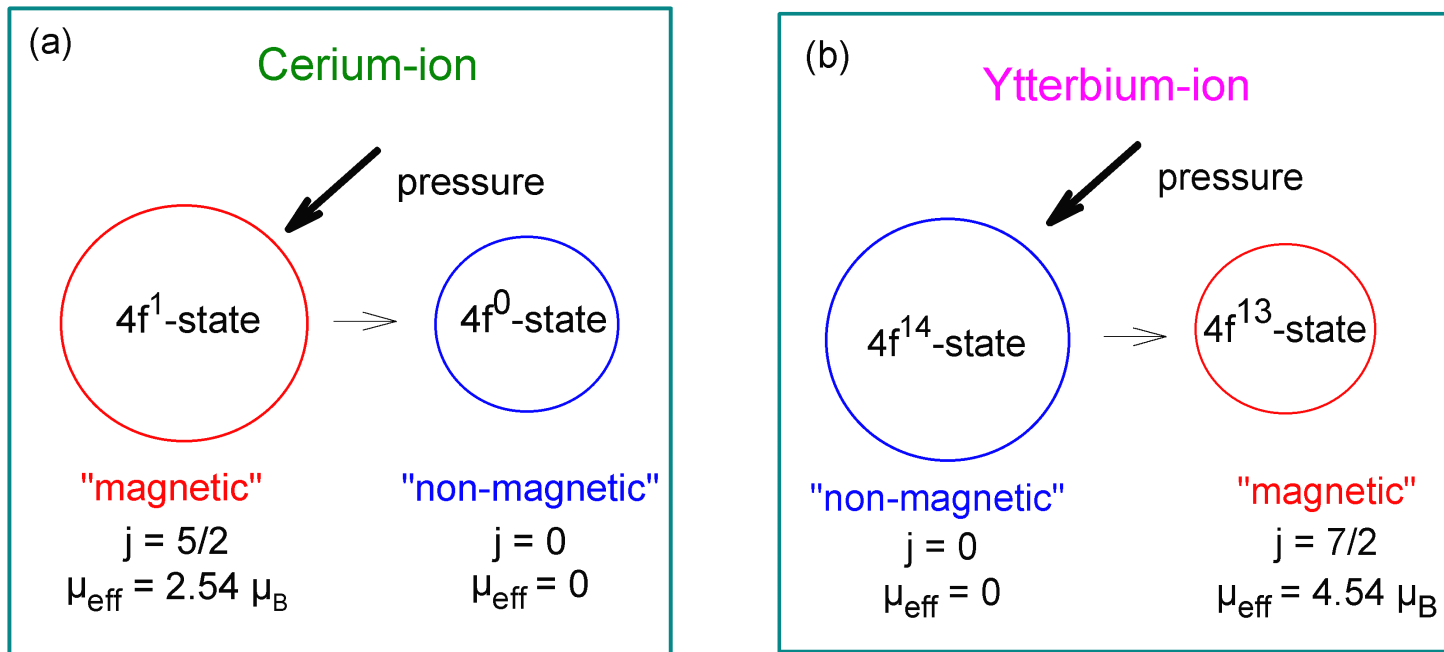 (a)
Cerium-ion
pressure
4f¹-state
4f⁰-state
"magnetic"
"non-magnetic"
j = 5/2
j = 0
μeff = 2.54 μB
μeff = 0
(b)
Ytterbium-ion
pressure
4f¹⁴-state
4f¹³-state
"non-magnetic"
"magnetic"
j = 0
j = 7/2
μeff = 0
μeff = 4.54 μB